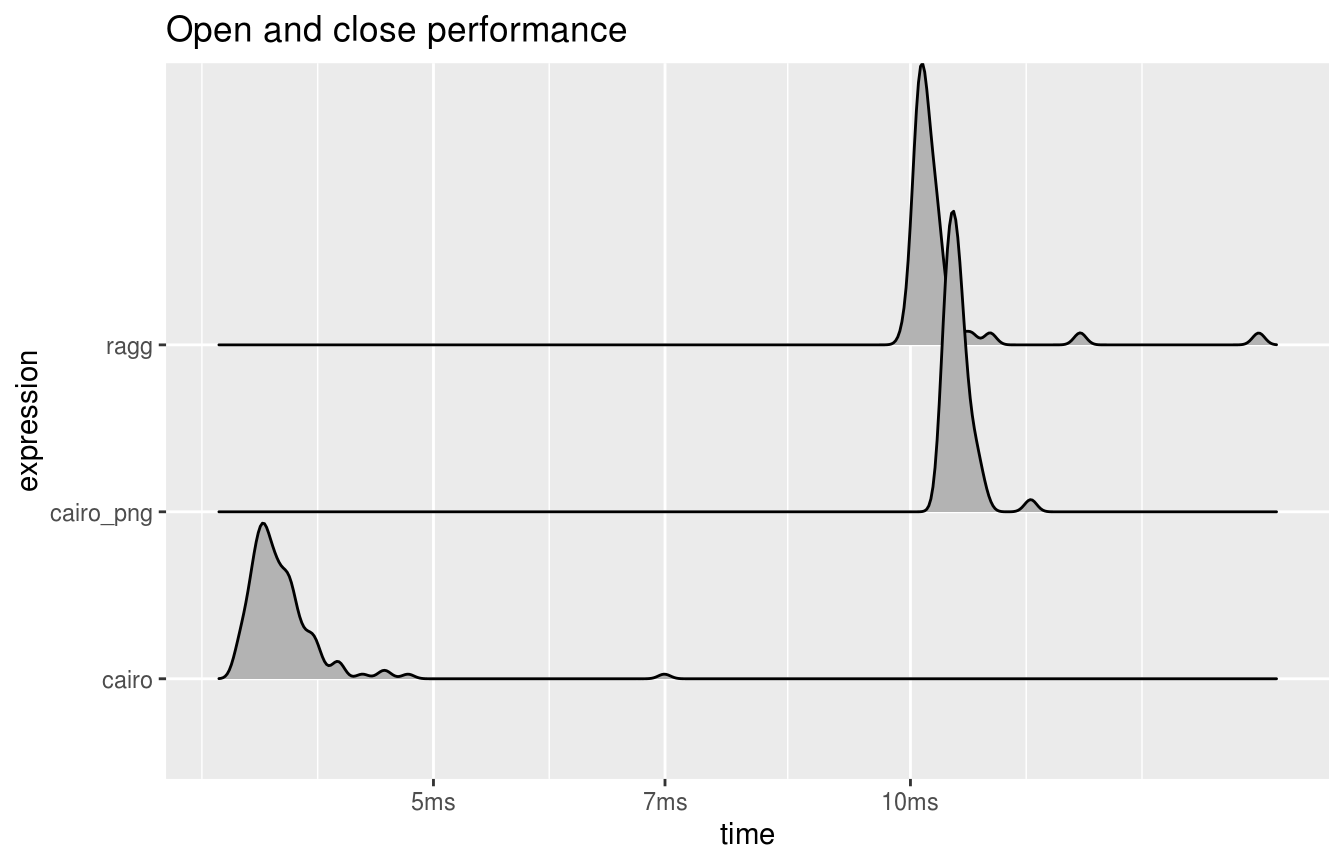 Open and close performance
ragg
cairo_png
cairo
expression
5ms
7ms
10ms
time